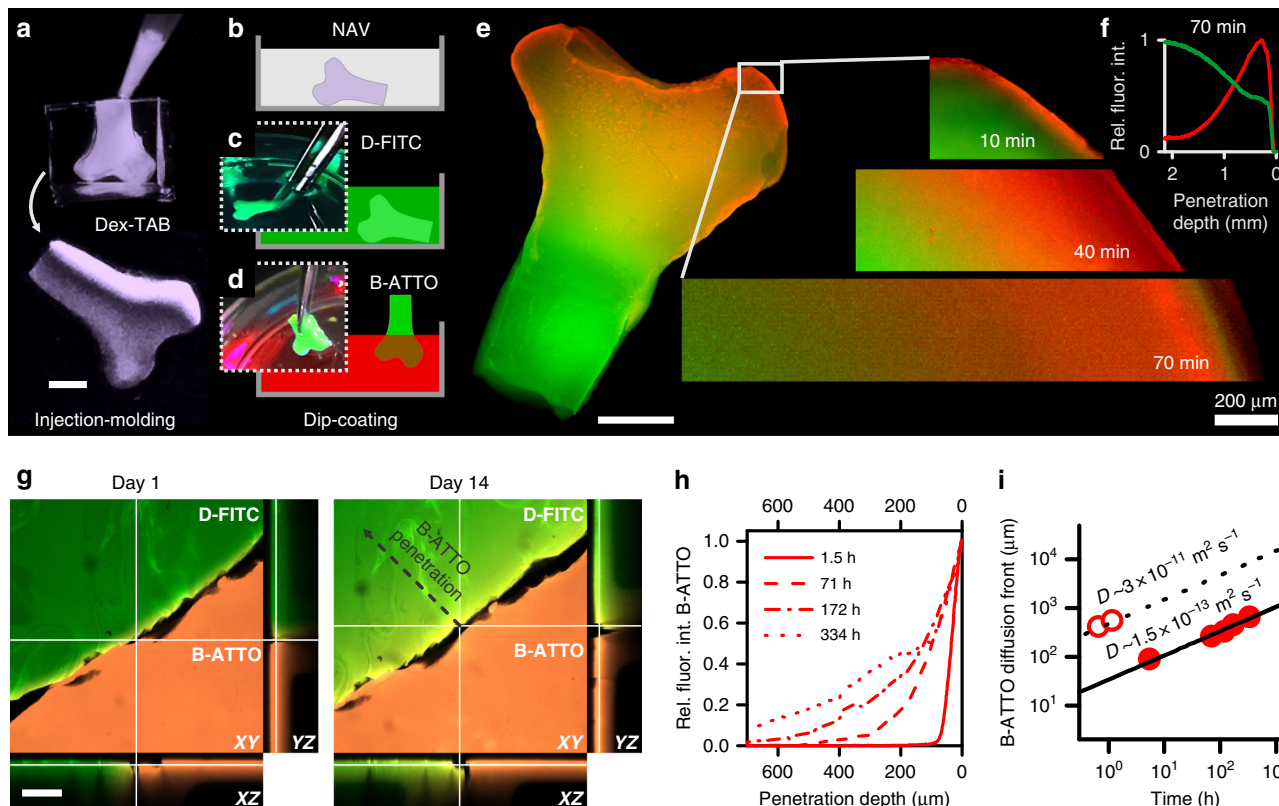 a
Dex-TAB
Injection-molding
b
NAV
c
D-FITC
d
B-ATTO
Dip-coating
e
10 min
40 min
70 min
200 μm
f
70 min
Rel. fluor. int.
1
0
2 1 0
Penetration
depth (mm)
g
Day 1
D-FITC
B-ATTO
XY
YZ
XZ
Day 14
D-FITC
B-ATTO
penetration
B-ATTO
XY
YZ
XZ
h
600 400 200 0
Rel. fluor. int. B-ATTO
1.0
0.8
0.6
0.4
0.2
0.0
1.5 h
71 h
172 h
334 h
600 400 200 0
Penetration depth (μm)
i
B-ATTO diffusion front (μm)
10⁴
10³
10²
10¹
D ~3 × 10⁻¹¹ m² s⁻¹
D ~1.5 × 10⁻¹³ m² s⁻¹
10⁰ 10¹ 10² 10
Time (h)